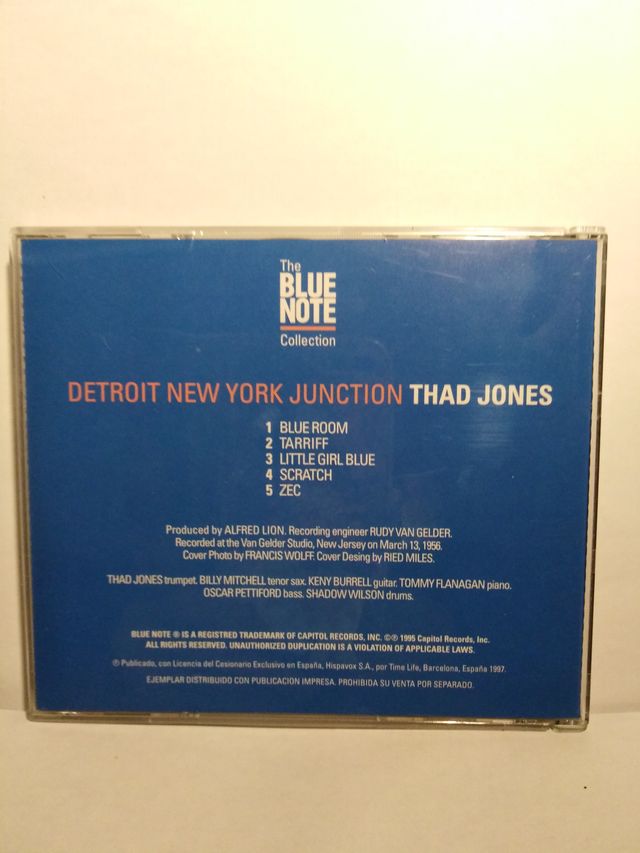 The
BLUE
NOTE
Collection
DETROIT NEW YORK JUNCTION THAD JONES
1 BLUE ROOM
2 TARRIFF
3 LITTLE GIRL BLUE
4 SCRATCH
5 ZEC
Produced by ALFRED LION. Recording engineer RUDY VAN GELDER.
Recorded at the Van Gelder Studio, New Jersey on March 13, 1956.
Cover Photo by FRANCIS WOLFF. Cover Desing by RIED MILES.
THAD JONES trumpet. BILLY MITCHELL tenor sax. KENY BURRELL guitar. TOMMY FLANAGAN piano.
OSCAR PETTIFORD bass. SHADOW WILSON drums.
BLUE NOTE ® IS A REGISTRED TRADEMARK OF CAPITOL RECORDS, INC. ©℗ 1995 Capitol Records, Inc.
ALL RIGHTS RESERVED. UNAUTHORIZED DUPLICATION IS A VIOLATION OF APPLICABLE LAWS.
℗ Publicado, con Licencia del Cesionario Exclusivo en España, Hispavox S.A., por Time Life, Barcelona, España 1997.
EJEMPLAR DISTRIBUIDO CON PUBLICACION IMPRESA. PROHIBIDA SU VENTA POR SEPARADO.